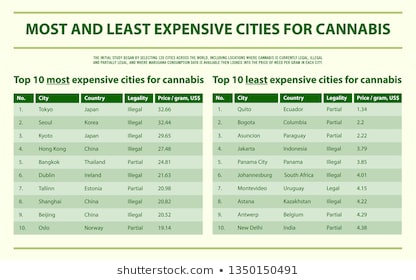 MOST AND LEAST EXPENSIVE CITIES FOR CANNABIS
THE INITIAL STUDY BEGAN BY SELECTING 120 CITIES ACROSS THE WORLD, INCLUDING LOCATIONS WHERE CANNABIS IS CURRENTLY LEGAL, ILLEGAL
AND PARTIALLY LEGAL, AND WHERE MARIJUANA CONSUMPTION DATA IS AVAILABLE THEN LOOKED INTO THE PRICE OF WEED PER GRAM IN EACH CITY.
Top 10 most expensive cities for cannabis
No. City Country Legality Price / gram, US$
1. Tokyo Japan Illegal 32.66
2. Seoul Korea Illegal 32.44
3. Kyoto Japan Illegal 29.65
4. Hong Kong China Illegal 27.48
5. Bangkok Thailand Partial 24.81
6. Dublin Ireland Illegal 21.63
7. Tallinn Estonia Partial 20.98
8. Shanghai China Illegal 20.82
9. Beijing China Illegal 20.52
10. Oslo Norway Partial 19.14
Top 10 least expensive cities for cannabis
No. City Country Legality Price / gram, US$
1. Quito Ecuador Partial 1.34
2. Bogota Columbia Partial 2.2
3. Asuncion Paraguay Partial 2.22
4. Jakarta Indonesia Illegal 3.79
5. Panama City Panama Illegal 3.85
6. Johannesburg South Africa Illegal 4.01
7. Montevideo Uruguay Legal 4.15
8. Astana Kazakhstan Illegal 4.22
9. Antwerp Belgium Partial 4.29
10. New Delhi India Partial 4.38
shutterstock • 1350150491